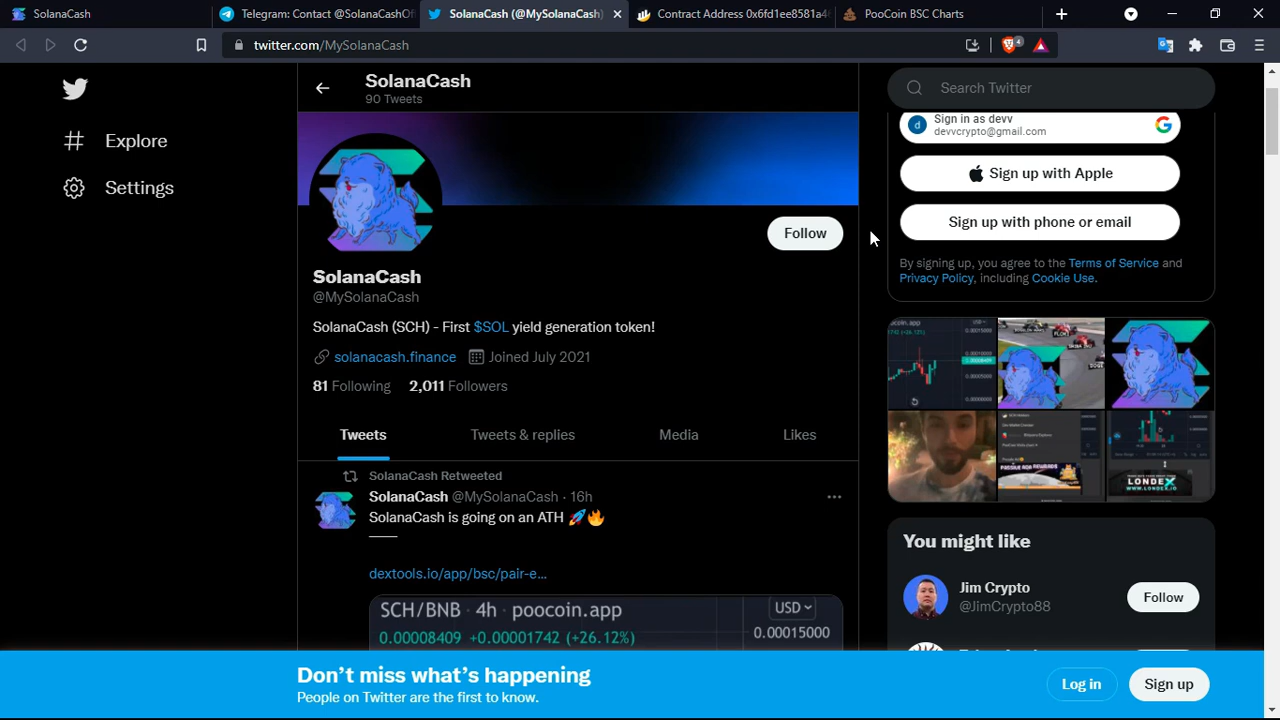 SolanaCash
Telegram: Contact @SolanaCashOf
SolanaCash (@MySolanaCash)
Contract Address 0x6fd1ee8581a4
PooCoin BSC Charts
twitter.com/MySolanaCash
4
Explore
Settings
SolanaCash
90 Tweets
Follow
SolanaCash
@MySolanaCash
SolanaCash (SCH) - First $SOL yield generation token!
solanacash.finance Joined July 2021
81 Following 2,011 Followers
Tweets Tweets & replies Media Likes
SolanaCash Retweeted
SolanaCash @MySolanaCash · 16h
SolanaCash is going on an ATH 🚀🔥
dextools.io/app/bsc/pair-e...
SCH/BNB · 4h · poocoin.app
USD
0.00008409 +0.00001742 (+26.12%)
0.00015000
Search Twitter
d
Sign in as devv
devvcrypto@gmail.com
Sign up with Apple
Sign up with phone or email
By signing up, you agree to the Terms of Service and
Privacy Policy, including Cookie Use.
LONDEX
WWW.LONDEX.IO
You might like
Jim Crypto
@JimCrypto88
Follow
Don't miss what's happening
People on Twitter are the first to know.
Log in
Sign up